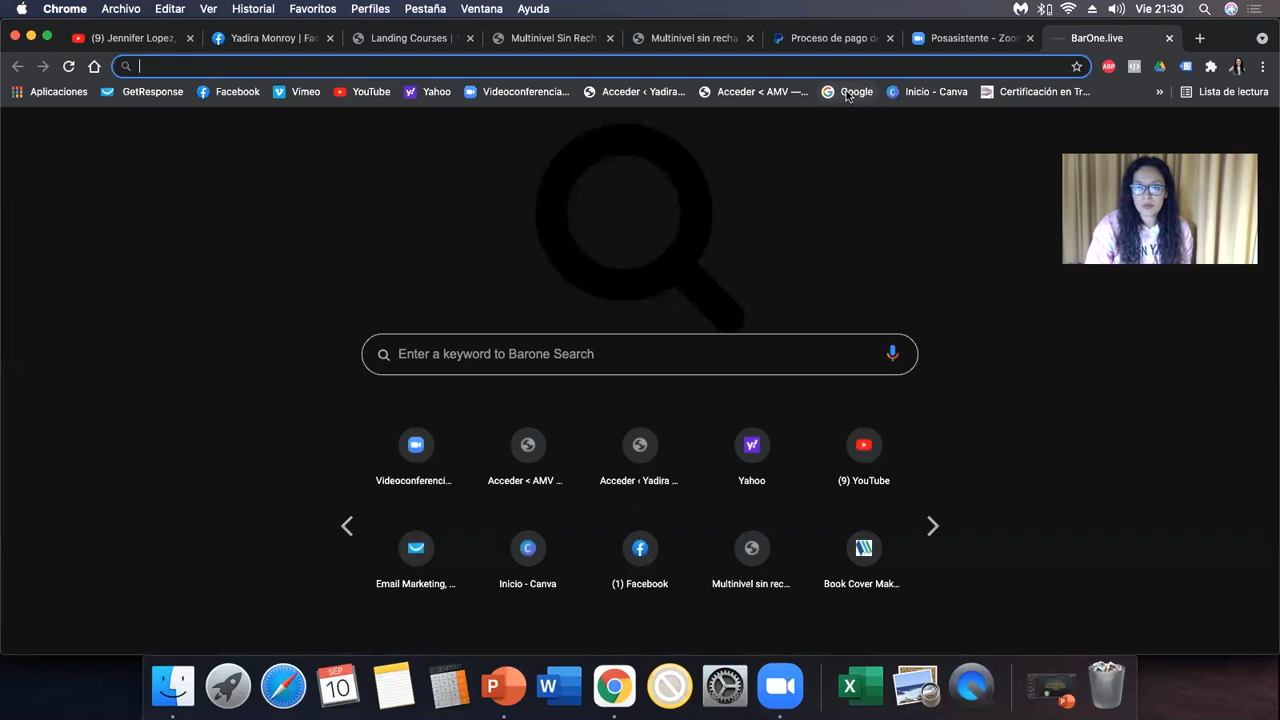 Chrome Archivo Editar Ver Historial Favoritos Perfiles Pestaña Ventana Ayuda Vie 21:30
(9) Jennifer Lopez, Yadira Monroy | Fac Landing Courses | Multinivel Sin Rech Multinivel sin recha Proceso de pago de Posasistente - Zoom BarOne.live
Aplicaciones GetResponse Facebook Vimeo YouTube Yahoo Videoconferencia... Acceder < Yadira... Acceder < AMV —... Google Inicio - Canva Certificación en Tr... » Lista de lectura
Enter a keyword to Barone Search
Videoconferenci... Acceder < AMV ... Acceder ‹ Yadira ... Yahoo (9) YouTube
Email Marketing, ... Inicio - Canva (1) Facebook Multinivel sin rec... Book Cover Mak...
SEP
10